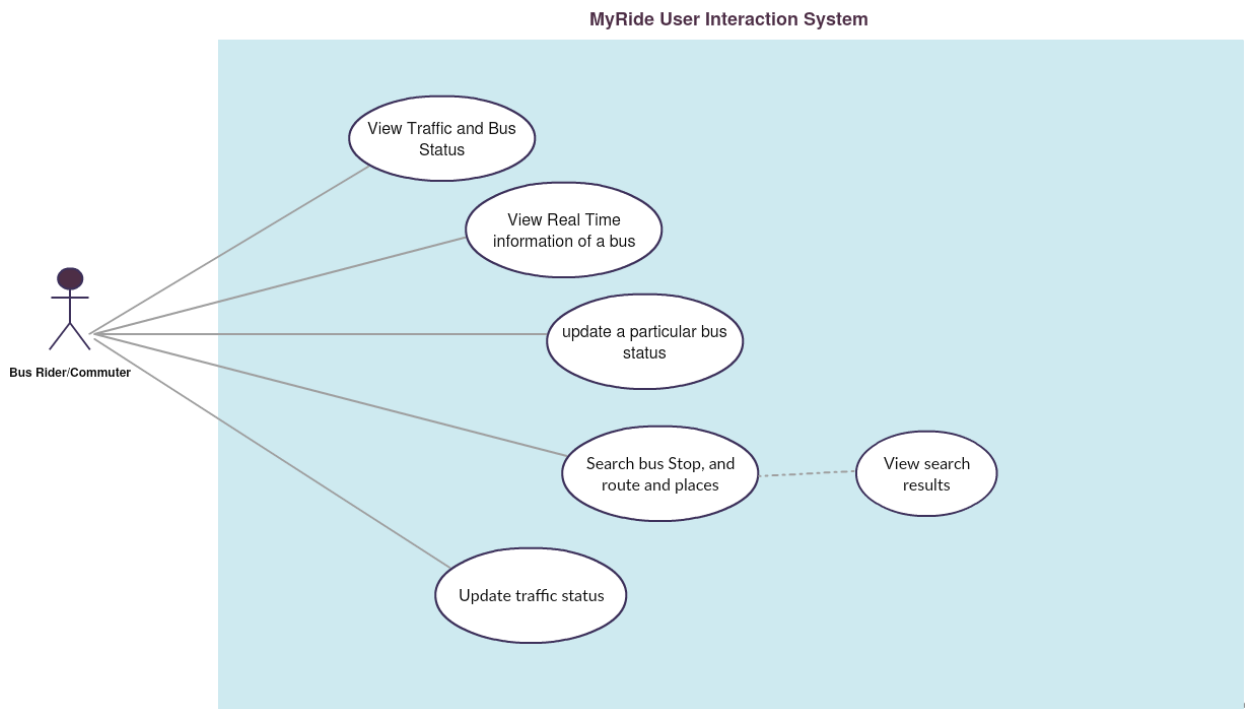 MyRide User Interaction System
View Traffic and Bus
Status
View Real Time
information of a bus
update a particular bus
status
Bus Rider/Commuter
Search bus Stop, and
route and places
View search
results
Update traffic status